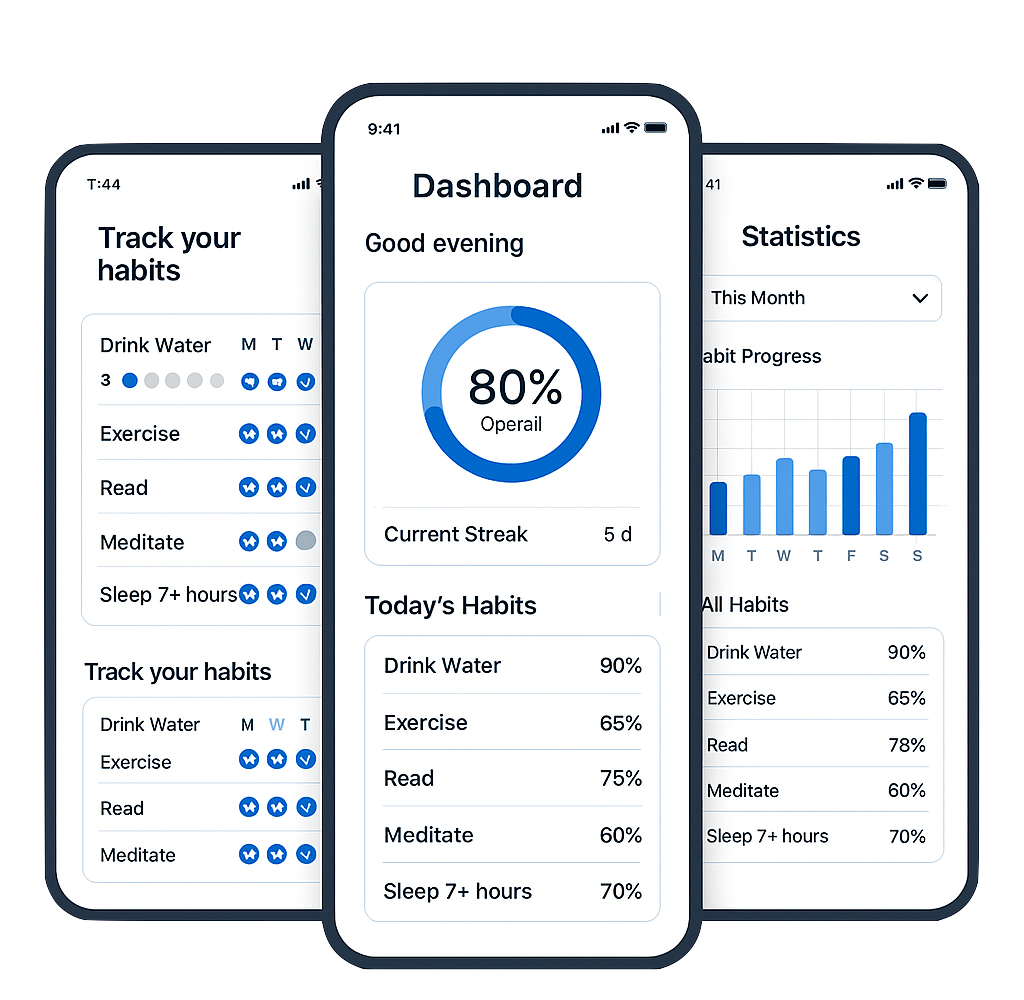 T:44
Track your
habits
Drink Water M T W
3
Exercise
Read
Meditate
Sleep 7+ hours
Track your habits
Drink Water M W T
Exercise
Read
Meditate
9:41
Dashboard
Good evening
80%
Operail
Current Streak 5 d
Today’s Habits
Drink Water 90%
Exercise 65%
Read 75%
Meditate 60%
Sleep 7+ hours 70%
41
Statistics
This Month
abit Progress
M T W T F S S
All Habits
Drink Water 90%
Exercise 65%
Read 78%
Meditate 60%
Sleep 7+ hours 70%